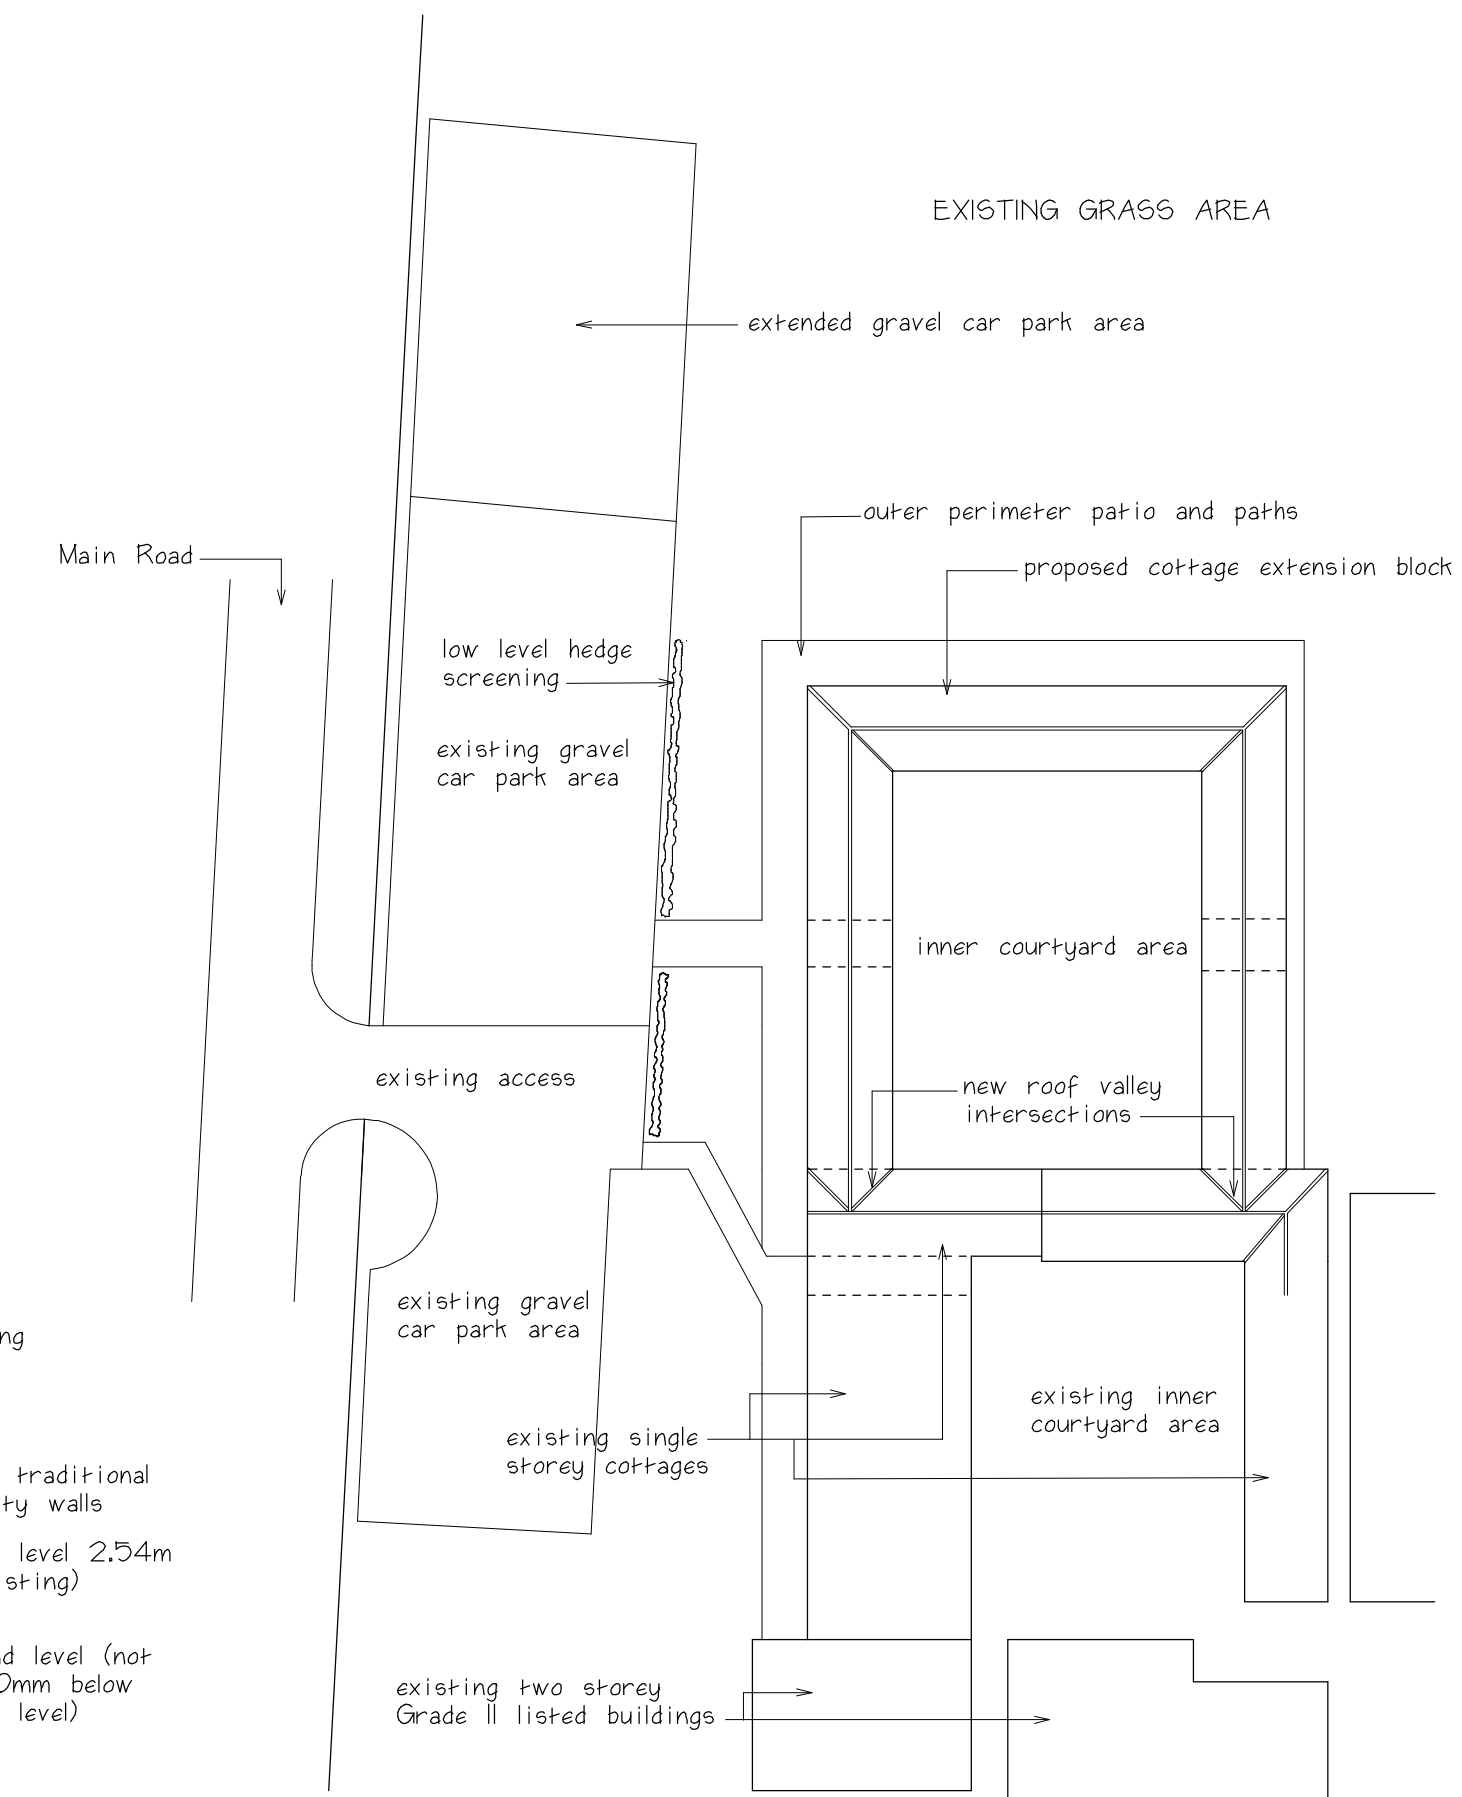 EXISTING GRASS AREA
extended gravel car park area
outer perimeter patio and paths
Main Road
proposed cottage extension block
low level hedge
screening
existing gravel
car park area
inner courtyard area
existing access
new roof valley
intersections
existing gravel
car park area
existing inner
courtyard area
existing single
storey cottages
traditional
walls
level 2.54m
level (not
below
level)
existing two storey
Grade II listed buildings